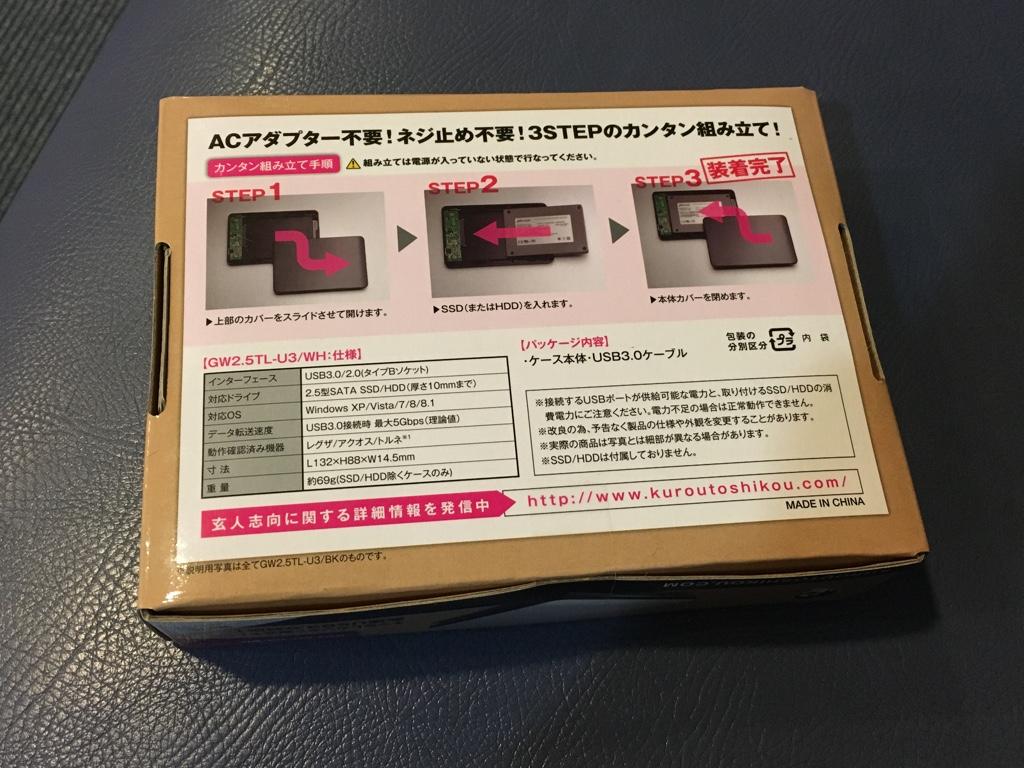 ACアダプター不要!ネジ止め不要!3STEPのカンタン組み立て!
カンタン組み立て手順
⚠組み立ては電源が入っていない状態で行なってください。
STEP1
STEP2
STEP3
装着完了
▶上部のカバーをスライドさせて開けます。
▶SSD(またはHDD)を入れます。
▶本体カバーを閉めます。
【GW2.5TL-U3/WH:仕様】
インターフェース USB3.0/2.0(タイプBソケット)
対応ドライブ 2.5型SATA SSD/HDD(厚さ10mmまで)
対応OS Windows XP/Vista/7/8/8.1
データ転送速度 USB3.0接続時 最大5Gbps(理論値)
動作確認済み機器 レグザ/アクオス/トルネ※1
寸法 L132×H88×W14.5mm
重量 約69g(SSD/HDD除くケースのみ)
【パッケージ内容】
・ケース本体・USB3.0ケーブル
包装の
分別区分
プラ
内 袋
※接続するUSBポートが供給可能な電力と、取り付けるSSD/HDDの消
費電力にご注意ください。電力不足の場合は正常動作できません。
※改良の為、予告なく製品の仕様や外観を変更することがあります。
※実際の商品は写真とは細部が異なる場合があります。
※SSD/HDDは付属しておりません。
玄人志向に関する詳細情報を発信中
http://www.kuroutoshikou.com/
MADE IN CHINA
※説明用写真は全てGW2.5TL-U3/BKのものです。